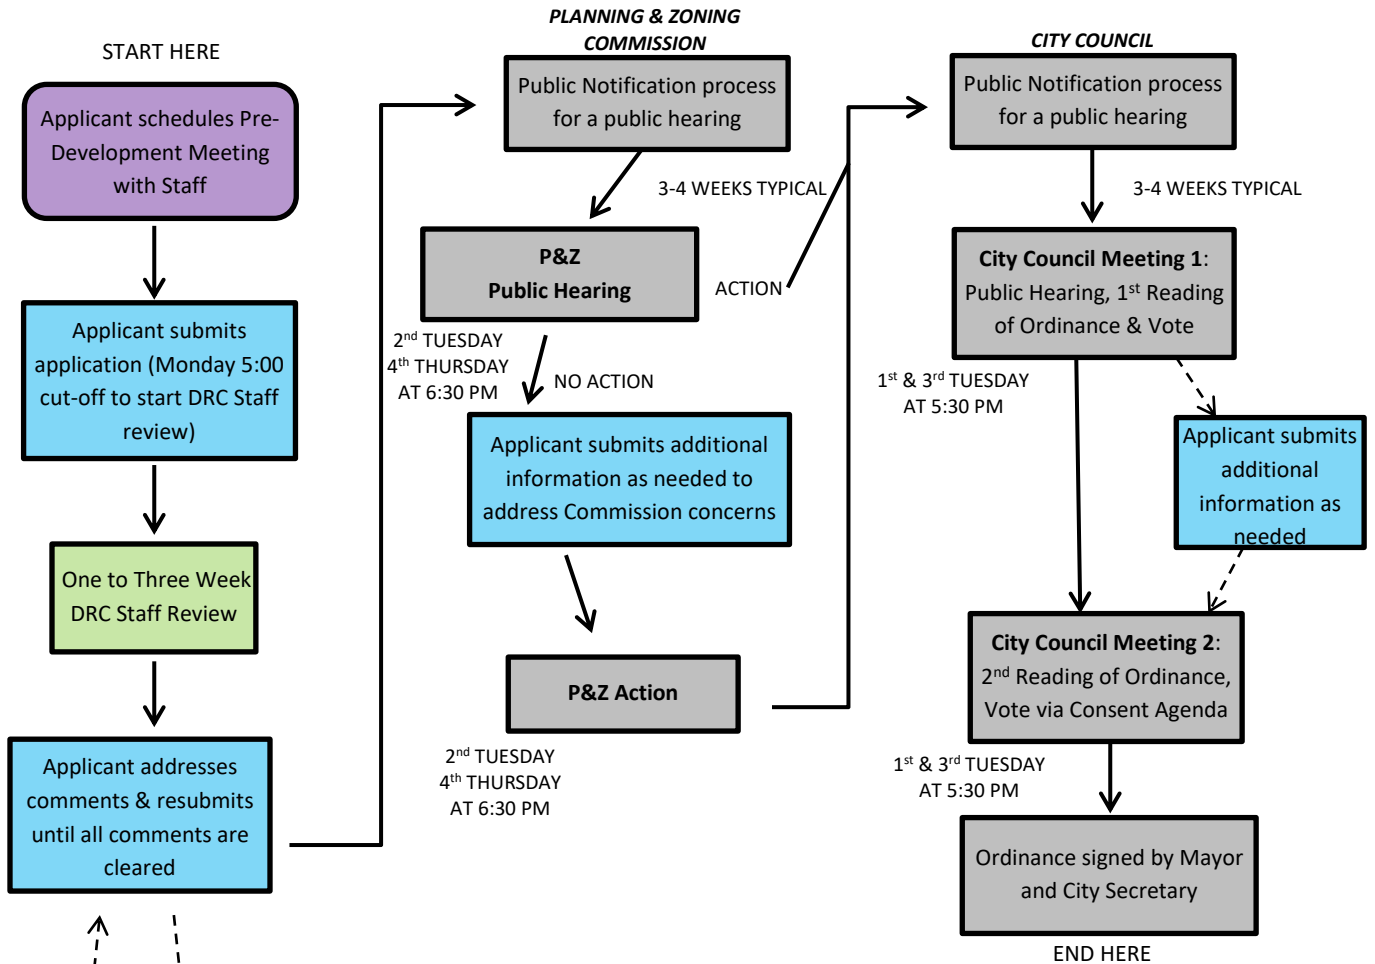 START HERE
Applicant schedules Pre-
Development Meeting
with Staff
Applicant submits
application (Monday 5:00
cut-off to start DRC Staff
review)
One to Three Week
DRC Staff Review
Applicant addresses
comments & resubmits
until all comments are
cleared
PLANNING & ZONING
COMMISSION
Public Notification process
for a public hearing
3-4 WEEKS TYPICAL
P&Z
Public Hearing
ACTION
2nd TUESDAY
4th THURSDAY
AT 6:30 PM
NO ACTION
Applicant submits additional
information as needed to
address Commission concerns
P&Z Action
2nd TUESDAY
4th THURSDAY
AT 6:30 PM
CITY COUNCIL
Public Notification process
for a public hearing
3-4 WEEKS TYPICAL
City Council Meeting 1:
Public Hearing, 1st Reading
of Ordinance & Vote
1st & 3rd TUESDAY
AT 5:30 PM
Applicant submits
additional
information as
needed
City Council Meeting 2:
2nd Reading of Ordinance,
Vote via Consent Agenda
1st & 3rd TUESDAY
AT 5:30 PM
Ordinance signed by Mayor
and City Secretary
END HERE